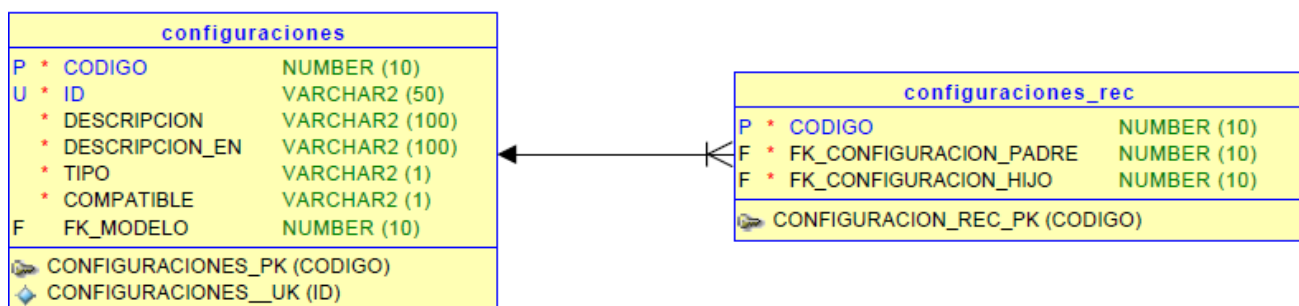 configuraciones
P * CODIGO NUMBER (10)
U * ID VARCHAR2 (50)
* DESCRIPCION VARCHAR2 (100)
* DESCRIPCION_EN VARCHAR2 (100)
* TIPO VARCHAR2 (1)
* COMPATIBLE VARCHAR2 (1)
F FK_MODELO NUMBER (10)
CONFIGURACIONES_PK (CODIGO)
CONFIGURACIONES__UK (ID)
configuraciones_rec
P * CODIGO NUMBER (10)
F * FK_CONFIGURACION_PADRE NUMBER (10)
F * FK_CONFIGURACION_HIJO NUMBER (10)
CONFIGURACION_REC_PK (CODIGO)